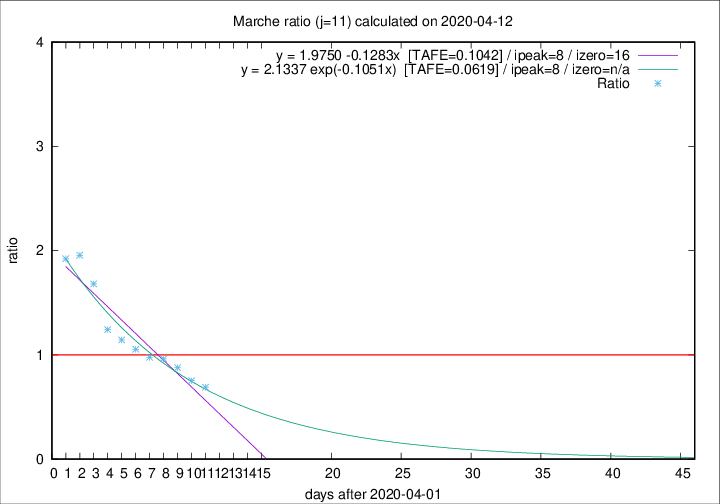 Marche ratio (j=11) calculated on 2020-04-12
y = 1.9750 -0.1283x [TAFE=0.1042] / ipeak=8 / izero=16
y = 2.1337 exp(-0.1051x) [TAFE=0.0619] / ipeak=8 / izero=n/a
Ratio
4
3
2
1
0
ratio
0 1 2 3 4 5 6 7 8 9 10 11 12 13 14 15 20 25 30 35 40 45
days after 2020-04-01